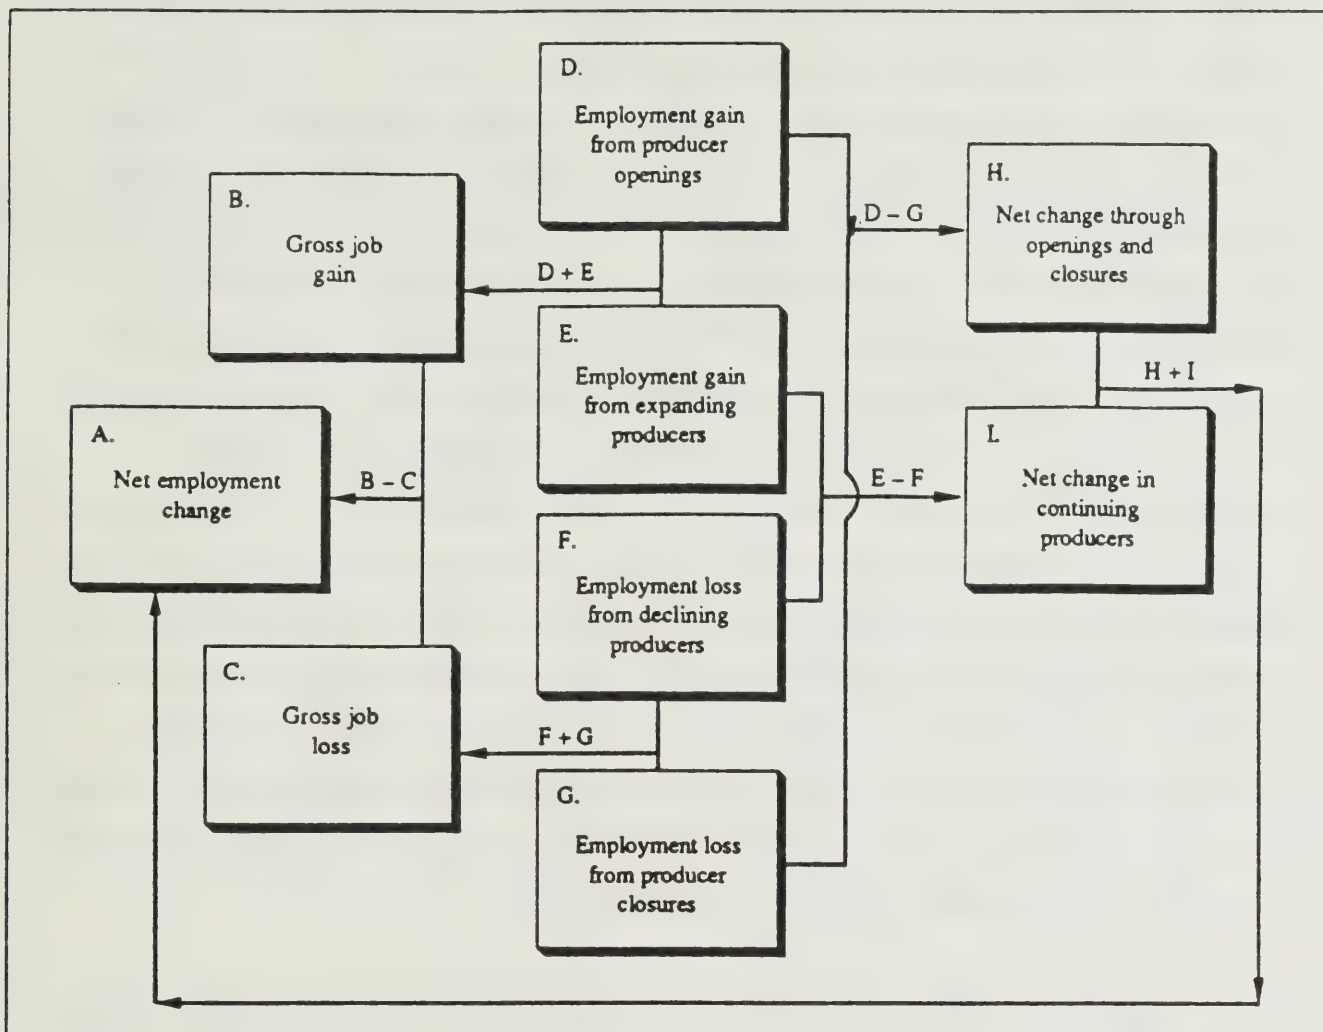 D.
Employment gain
from producer
openings
B.
Gross job
gain
D + E
D – G
H.
Net change through
openings and
closures
E.
Employment gain
from expanding
producers
H + I
A.
Net employment
change
B – C
E – F
I.
Net change in
continuing
producers
F.
Employment loss
from declining
producers
C.
Gross job
loss
F + G
G.
Employment loss
from producer
closures